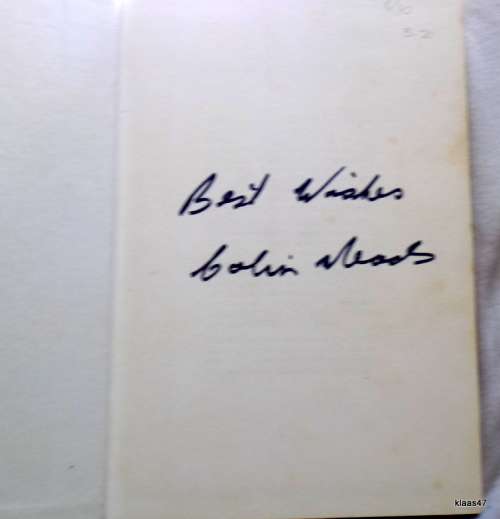 Best Wishes
Colin Meads
klaas47